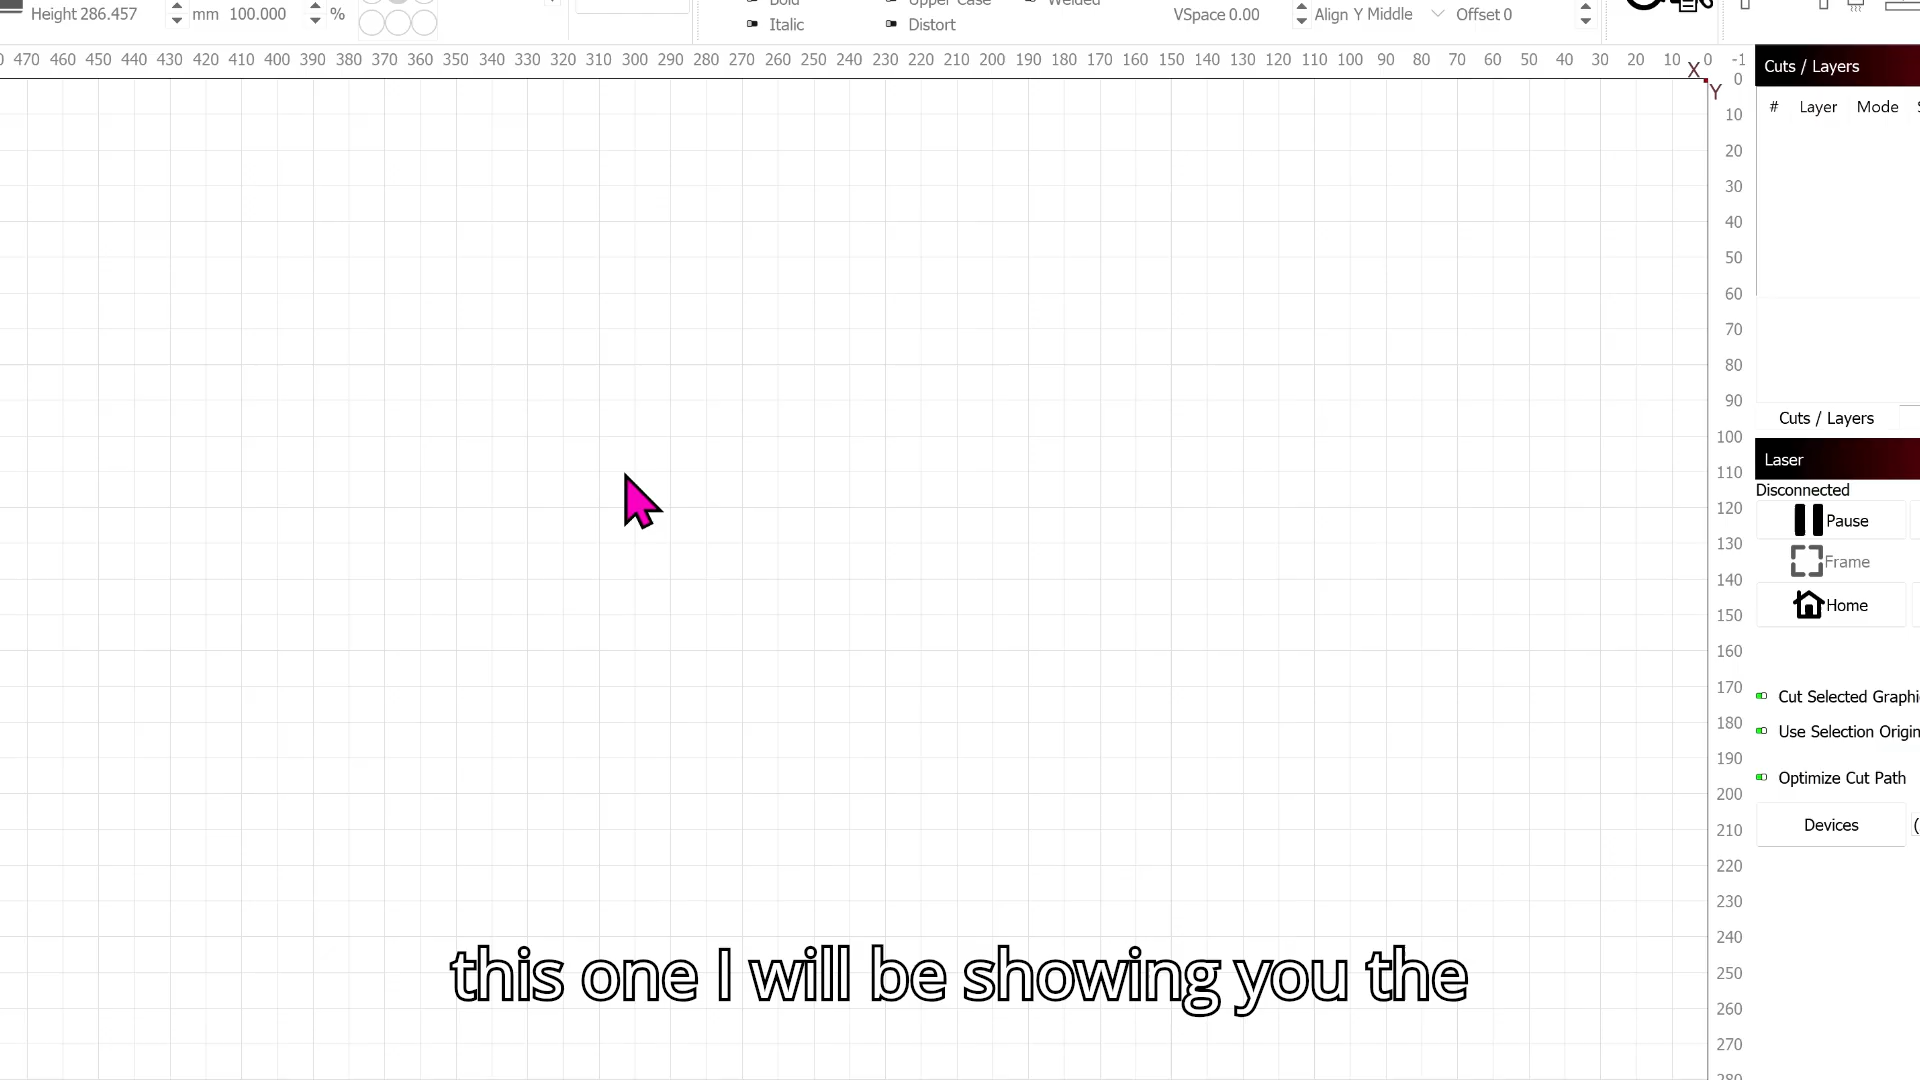 Height 286.457 mm 100.000 %
Bold
Italic
Upper Case
Distort
Welded
VSpace 0.00 Align Y Middle Offset 0
470 460 450 440 430 420 410 400 390 380 370 360 350 340 330 320 310 300 290 280 270 260 250 240 230 220 210 200 190 180 170 160 150 140 130 120 110 100 90 80 70 60 50 40 30 20 10 0 -1
X
Y
0
10
20
30
40
50
60
70
80
90
100
110
120
130
140
150
160
170
180
190
200
210
220
230
240
250
260
270
280
Cuts / Layers
# Layer Mode
Cuts / Layers
Laser
Disconnected
Pause
Frame
Home
Cut Selected Graphi
Use Selection Origin
Optimize Cut Path
Devices (
this one I will be showing you the